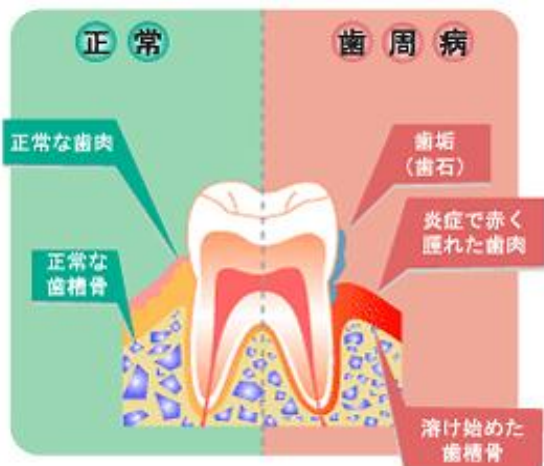 正常
歯周病
正常な歯肉
正常な
歯槽骨
歯垢
(歯石)
炎症で赤く
腫れた歯肉
溶け始めた
歯槽骨